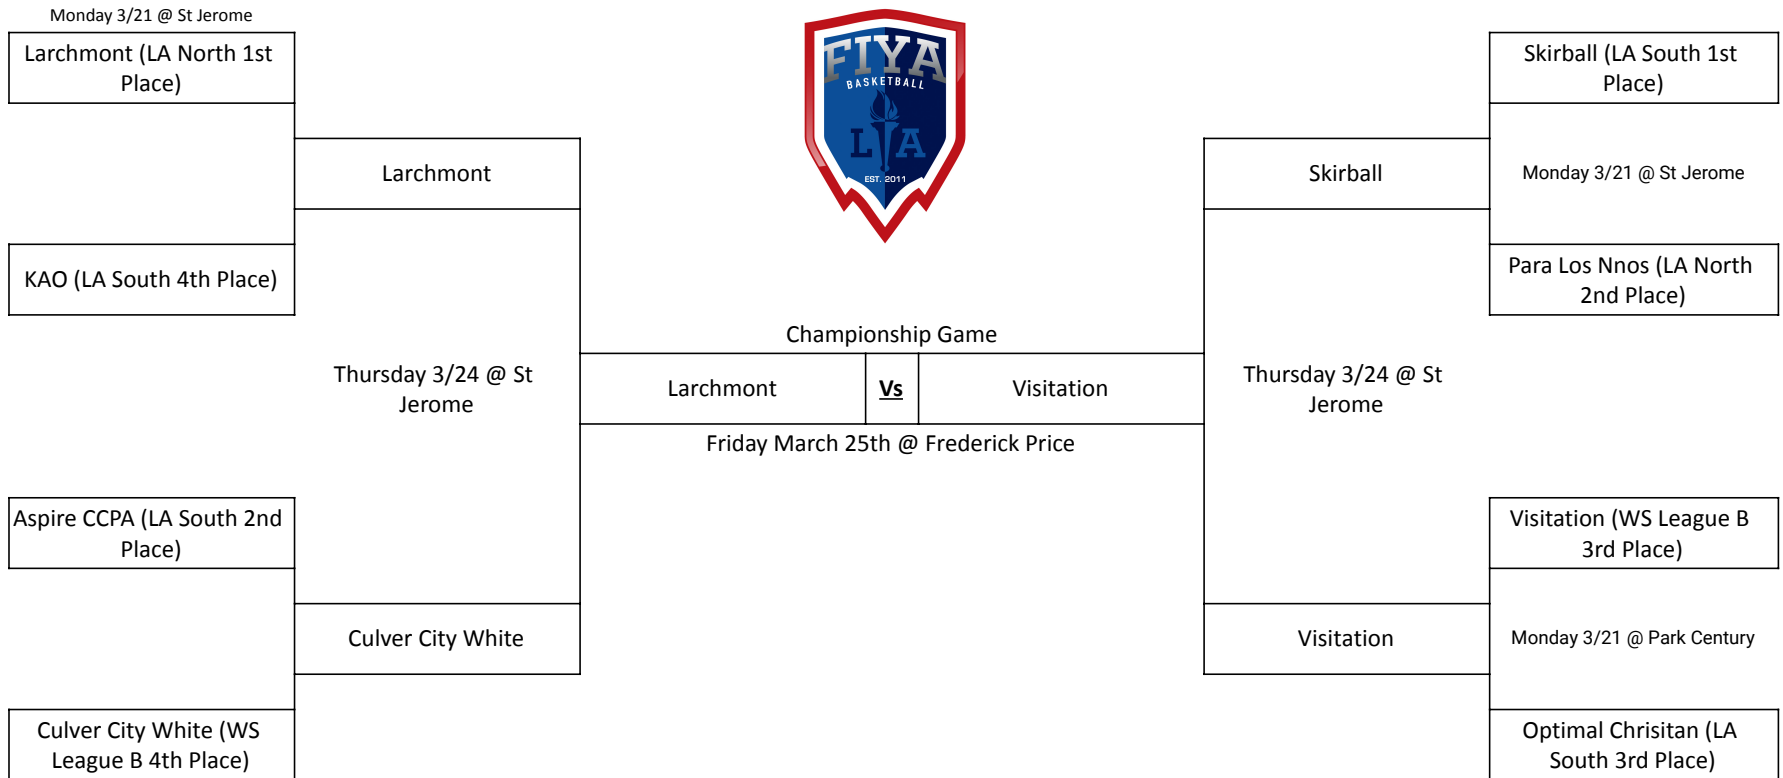 Monday 3/21 @ St Jerome
Larchmont (LA North 1st
Place)
Larchmont
KAO (LA South 4th Place)
Thursday 3/24 @ St
Jerome
Aspire CCPA (LA South 2nd
Place)
Culver City White
Culver City White (WS
League B 4th Place)
FIYA
BASKETBALL
L A
EST. 2011
Championship Game
Larchmont
Vs
Visitation
Friday March 25th @ Frederick Price
Skirball (LA South 1st
Place)
Skirball
Monday 3/21 @ St Jerome
Para Los Nnos (LA North
2nd Place)
Thursday 3/24 @ St
Jerome
Visitation (WS League B
3rd Place)
Visitation
Monday 3/21 @ Park Century
Optimal Chrisitan (LA
South 3rd Place)